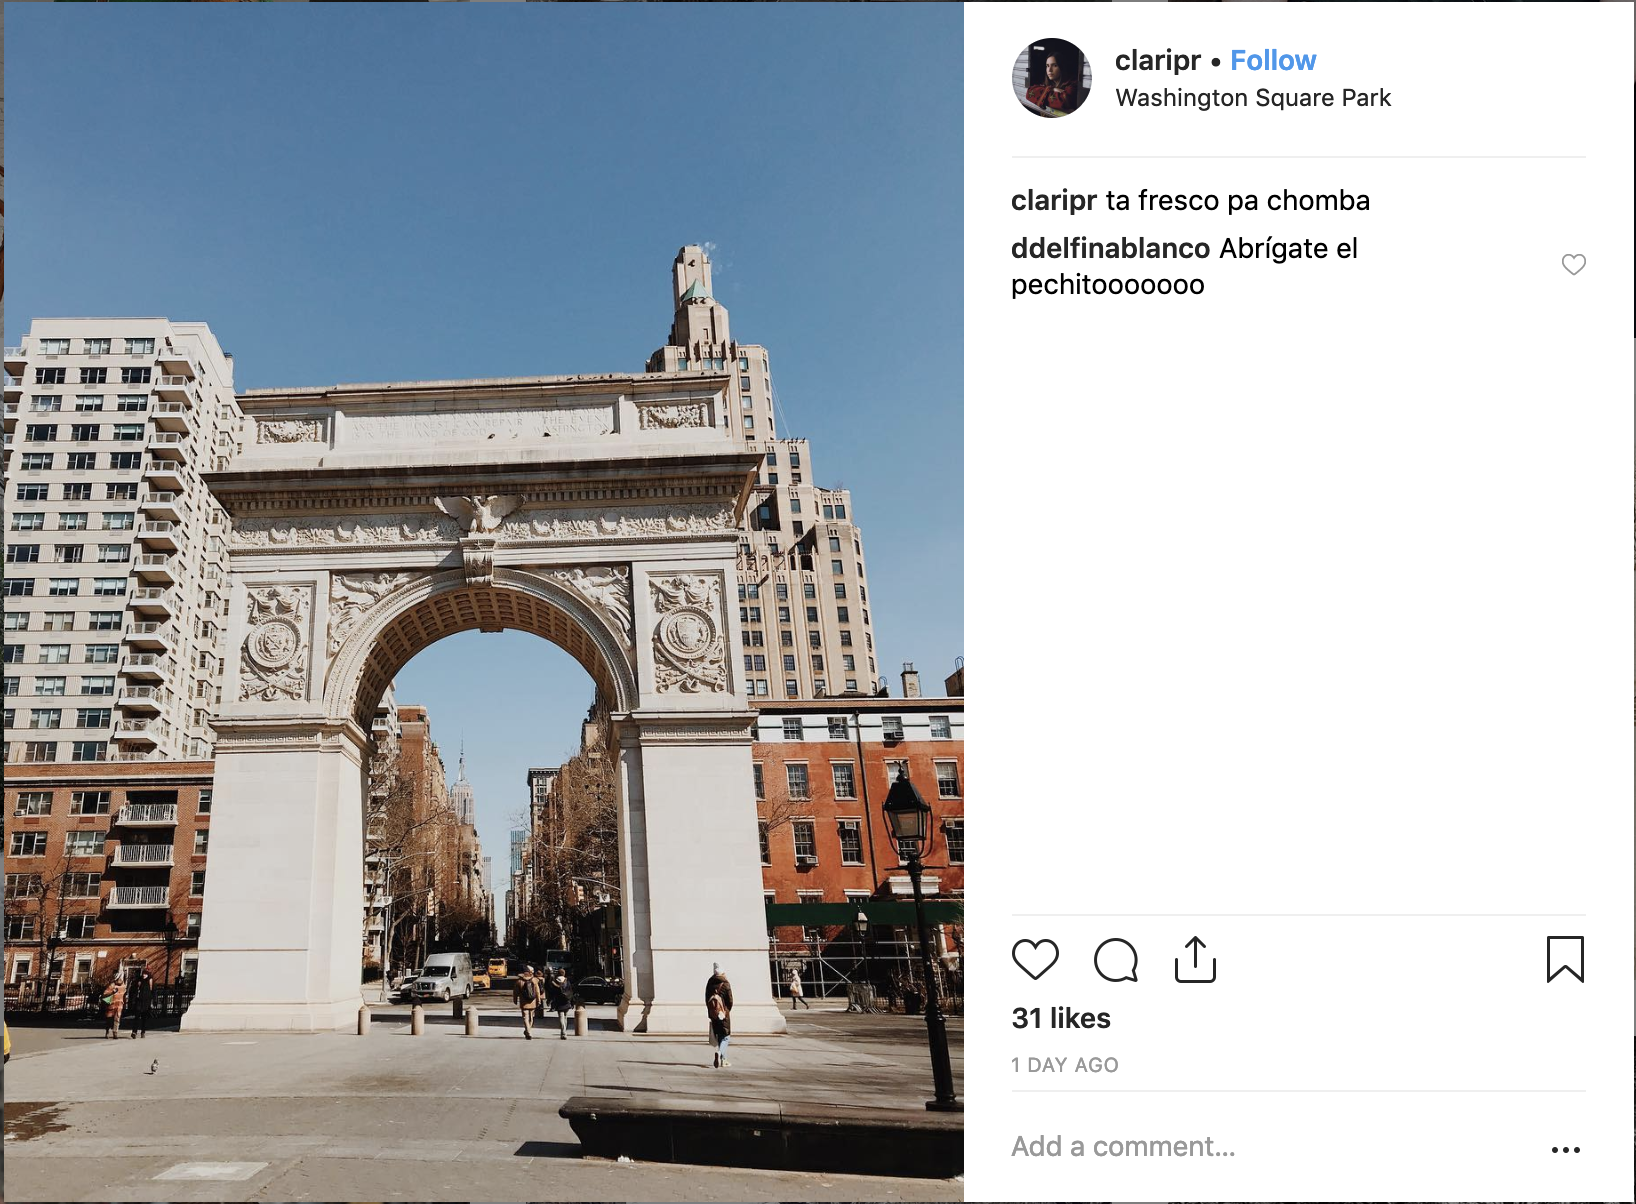 claripr • Follow
Washington Square Park
claripr ta fresco pa chomba
ddelfinablanco Abrígate el
pechitooooooo
31 likes
1 DAY AGO
Add a comment...